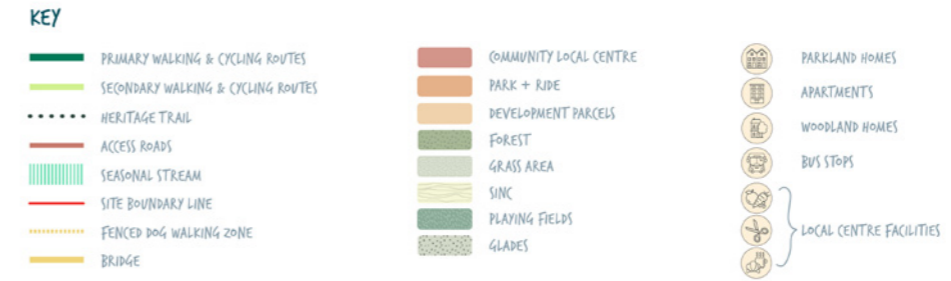 KEY
PRIMARY WALKING & CYCLING ROUTES
SECONDARY WALKING & CYCLING ROUTES
HERITAGE TRAIL
ACCESS ROADS
SEASONAL STREAM
SITE BOUNDARY LINE
FENCED DOG WALKING ZONE
BRIDGE
COMMUNITY LOCAL CENTRE
PARK + RIDE
DEVELOPMENT PARCELS
FOREST
GRASS AREA
SINC
PLAYING FIELDS
GLADES
PARKLAND HOMES
APARTMENTS
WOODLAND HOMES
BUS STOPS
LOCAL CENTRE FACILITIES